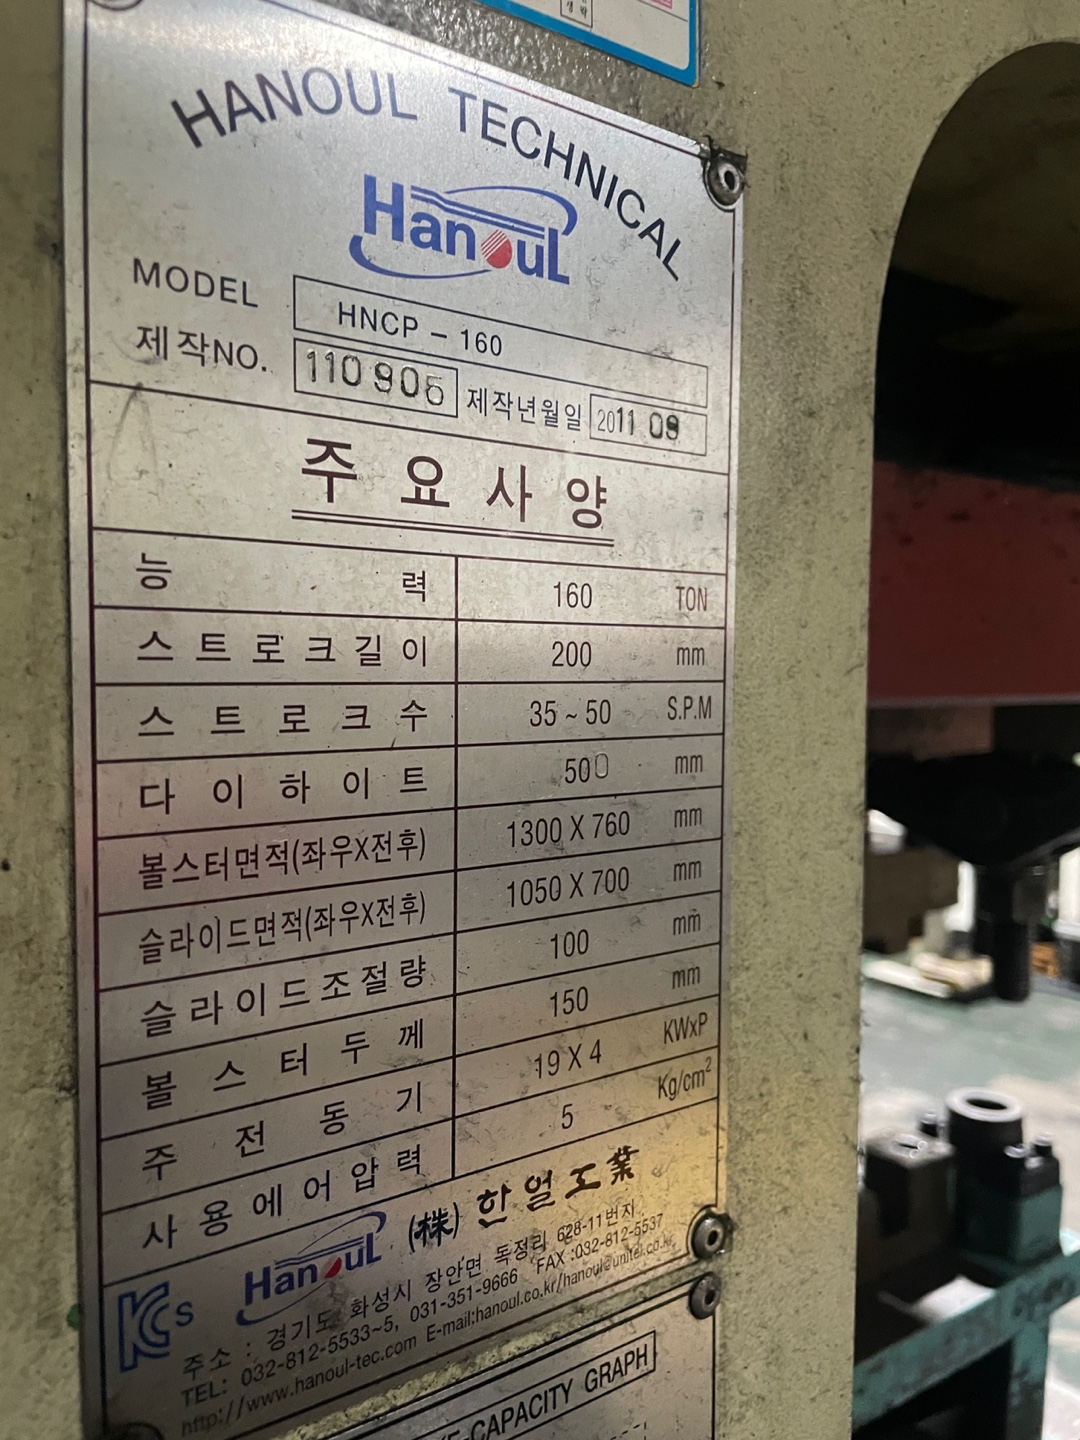 HANOUL TECHNICAL
HanouL
MODEL HNCP - 160
제작NO. 110906 제작년월일 2011 09
주요사양
능력 160 TON
스트로크길이 200 mm
스트로크수 35 ~ 50 S.P.M
다이하이트 500 mm
볼스터면적(좌우X전후) 1300 X 760 mm
슬라이드면적(좌우X전후) 1050 X 700 mm
슬라이드조절량 100 mm
볼스터두께 150 mm
주전동기 19 X 4 KWxP
사용에어압력 5 Kg/cm²
KCs HanouL (株) 한얼工業
주소 : 경기도 화성시 장안면 독정리 628-11번지
TEL: 032-812-5533~5, 031-351-9666 FAX :032-812-5537
http://www.hanoul-tec.com E-mail:hanoul.co.kr/hanoul@unitel.co.kr
CAPACITY GRAPH